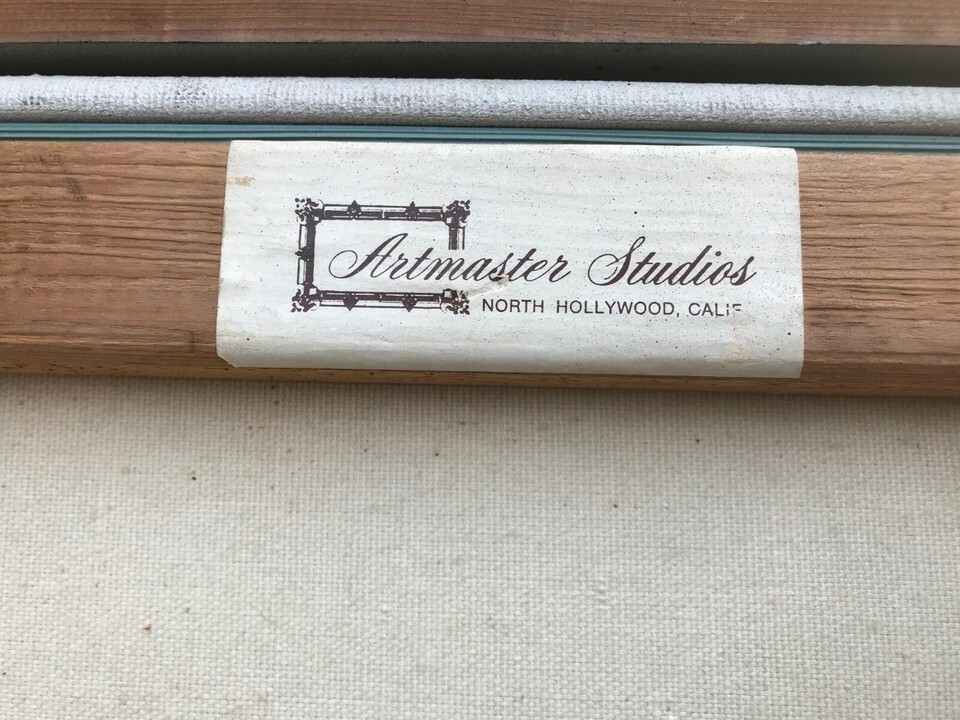 Artmaster Studios
NORTH HOLLYWOOD, CALIF